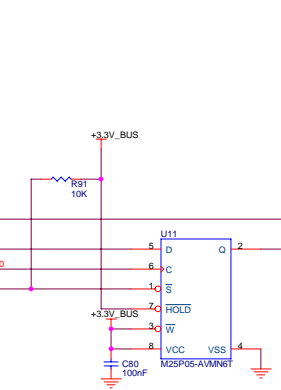 +3.3V_BUS
R91
10K
U11
5 D Q 2
0
6 C
1 S
7 HOLD
+3.3V_BUS
3 W
8 VCC VSS 4
C80
100nF
M25P05-AVMN6T